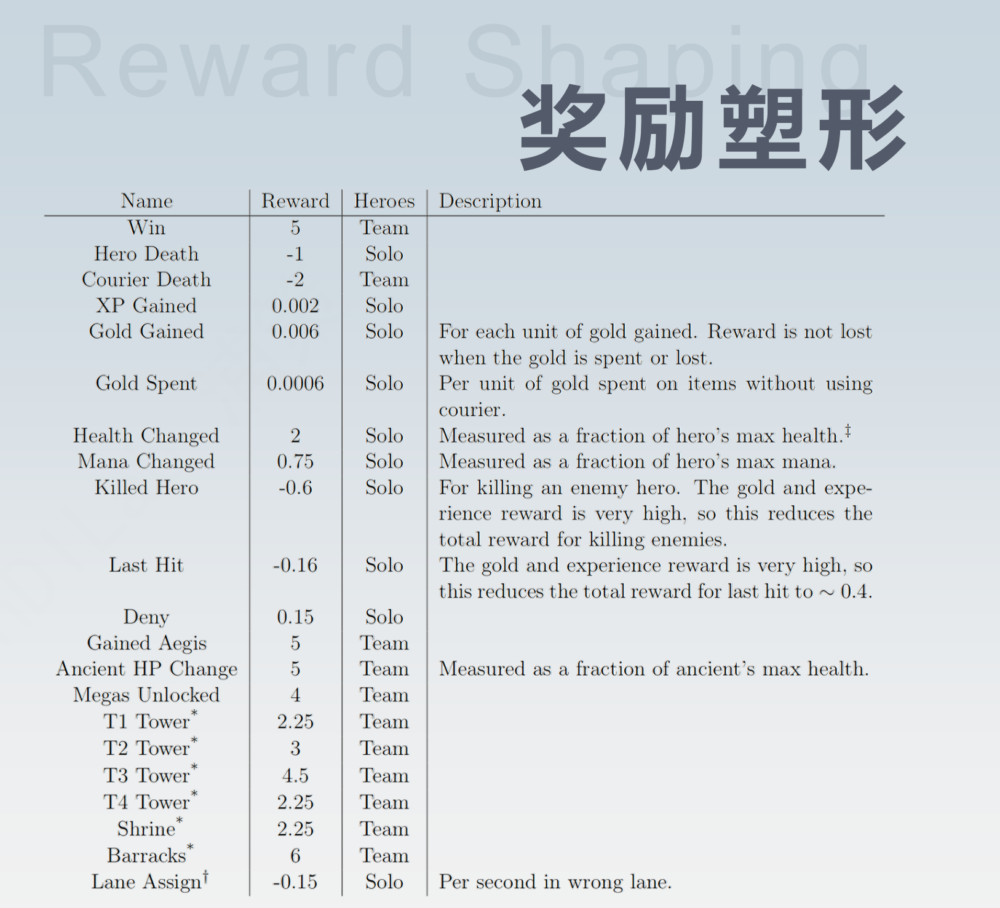 Reward Shaping
奖励塑形
Name Reward Heroes Description
Win 5 Team
Hero Death -1 Solo
Courier Death -2 Team
XP Gained 0.002 Solo
Gold Gained 0.006 Solo For each unit of gold gained. Reward is not lost
when the gold is spent or lost.
Gold Spent 0.0006 Solo Per unit of gold spent on items without using
courier.
Health Changed 2 Solo Measured as a fraction of hero's max health.‡
Mana Changed 0.75 Solo Measured as a fraction of hero's max mana.
Killed Hero -0.6 Solo For killing an enemy hero. The gold and expe-
rience reward is very high, so this reduces the
total reward for killing enemies.
Last Hit -0.16 Solo The gold and experience reward is very high, so
this reduces the total reward for last hit to ∼ 0.4.
Deny 0.15 Solo
Gained Aegis 5 Team
Ancient HP Change 5 Team Measured as a fraction of ancient's max health.
Megas Unlocked 4 Team
T1 Tower* 2.25 Team
T2 Tower* 3 Team
T3 Tower* 4.5 Team
T4 Tower* 2.25 Team
Shrine* 2.25 Team
Barracks* 6 Team
Lane Assign† -0.15 Solo Per second in wrong lane.